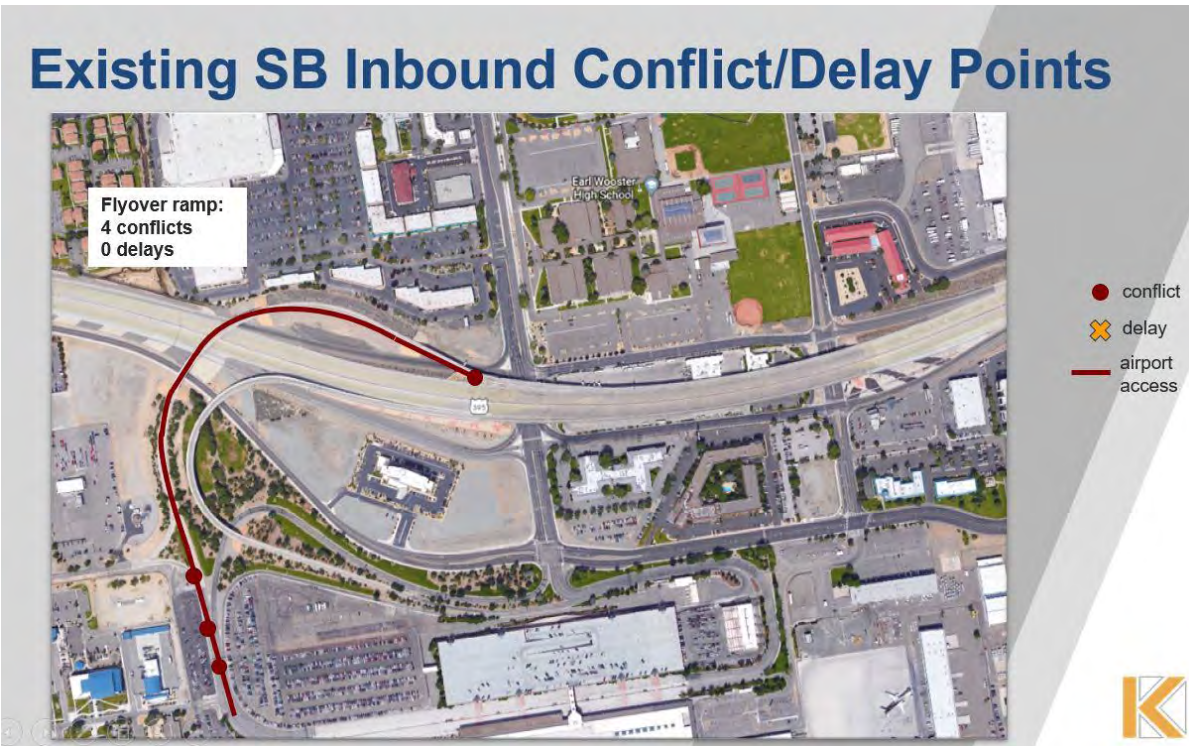 Existing SB Inbound Conflict/Delay Points
Flyover ramp:
4 conflicts
0 delays
Earl Wooster
High School
395
conflict
delay
airport
access
K